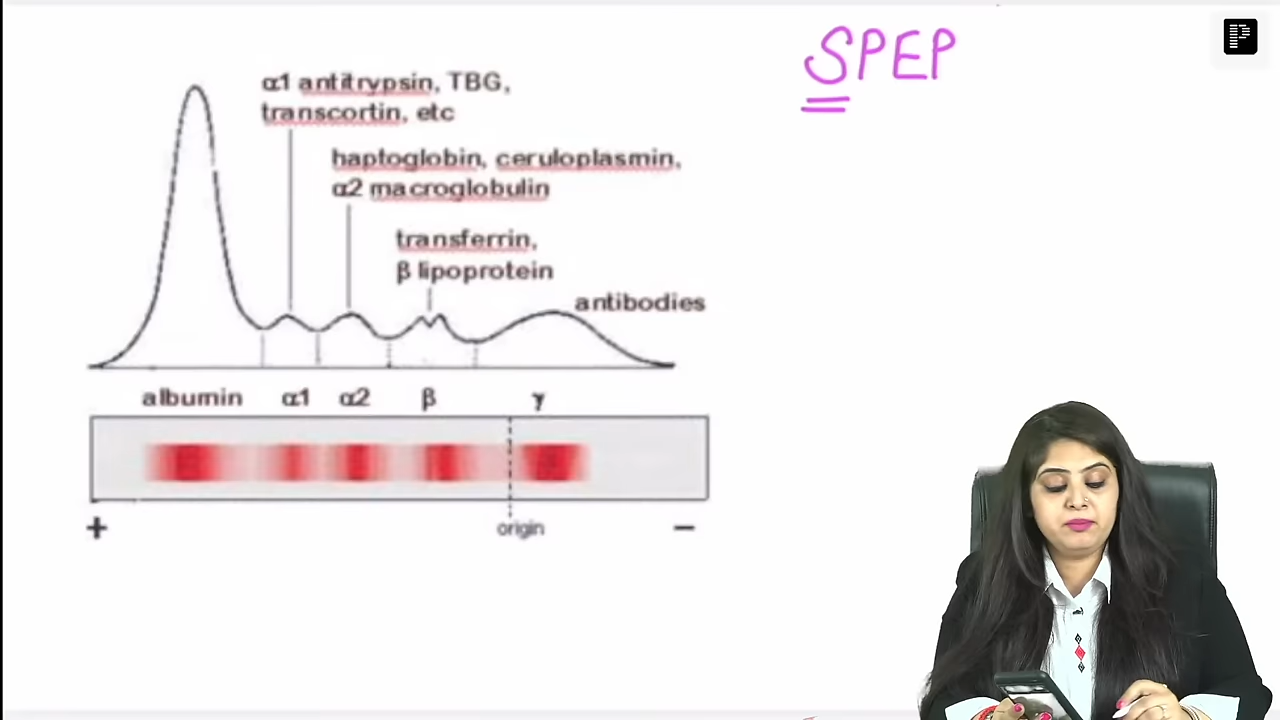 SPEP
P
α1 antitrypsin, TBG,
transcortin, etc
haptoglobin, ceruloplasmin,
α2 macroglobulin
transferrin,
β lipoprotein
antibodies
albumin α1 α2 β γ
origin
+ −